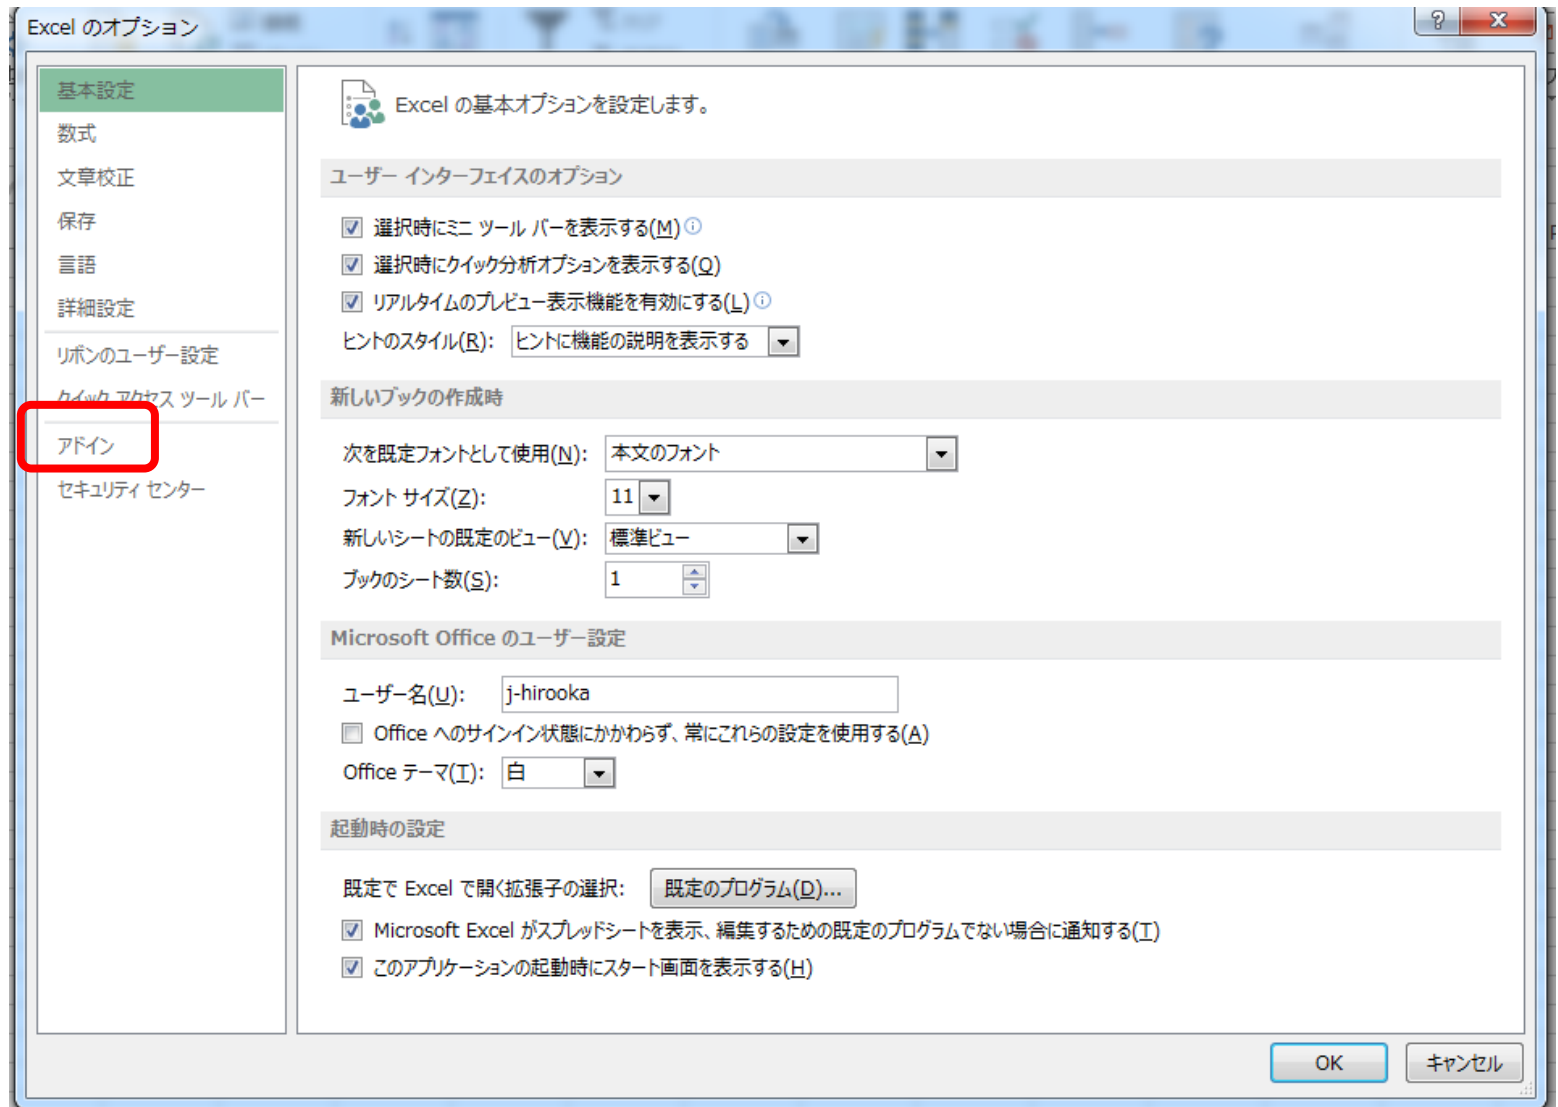 Excel のオプション
基本設定
数式
文章校正
保存
言語
詳細設定
リボンのユーザー設定
クイック アクセス ツール バー
アドイン
セキュリティ センター
Excel の基本オプションを設定します。
ユーザー インターフェイスのオプション
選択時にミニ ツール バーを表示する(M)
選択時にクイック分析オプションを表示する(Q)
リアルタイムのプレビュー表示機能を有効にする(L)
ヒントのスタイル(R): ヒントに機能の説明を表示する
新しいブックの作成時
次を既定フォントとして使用(N): 本文のフォント
フォント サイズ(Z): 11
新しいシートの既定のビュー(V): 標準ビュー
ブックのシート数(S): 1
Microsoft Office のユーザー設定
ユーザー名(U): j-hirooka
Office へのサインイン状態にかかわらず、常にこれらの設定を使用する(A)
Office テーマ(T): 白
起動時の設定
既定で Excel で開く拡張子の選択: 既定のプログラム(D)...
Microsoft Excel がスプレッドシートを表示、編集するための既定のプログラムでない場合に通知する(T)
このアプリケーションの起動時にスタート画面を表示する(H)
OK キャンセル